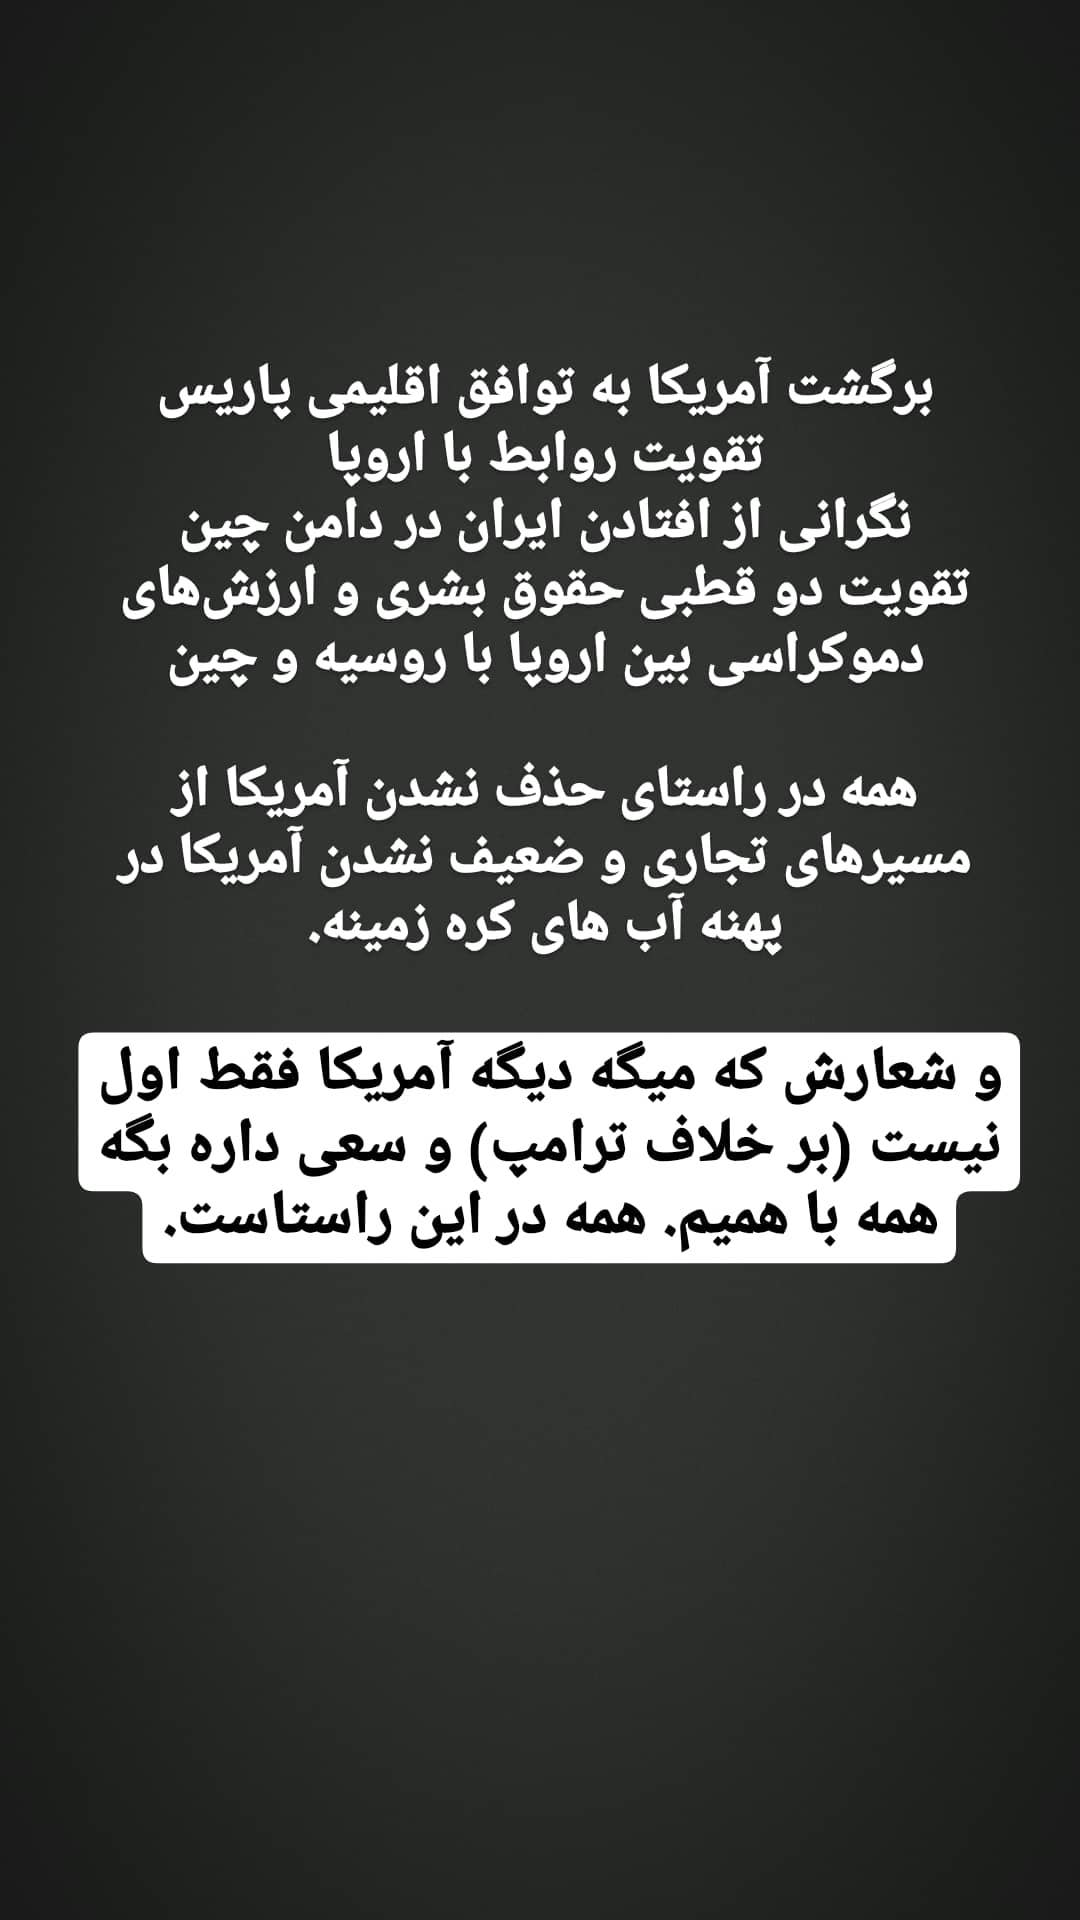 برگشت آمریکا به توافق اقلیمی پاریس
تقویت روابط با اروپا
نگرانی از افتادن ایران در دامن چین
تقویت دو قطبی حقوق بشری و ارزش‌های
دموکراسی بین اروپا با روسیه و چین
همه در راستای حذف نشدن آمریکا از
مسیرهای تجاری و ضعیف نشدن آمریکا در
پهنه آب های کره زمینه.
و شعارش که میگه دیگه آمریکا فقط اول
نیست (بر خلاف ترامپ) و سعی داره بگه
همه با همیم. همه در این راستاست.